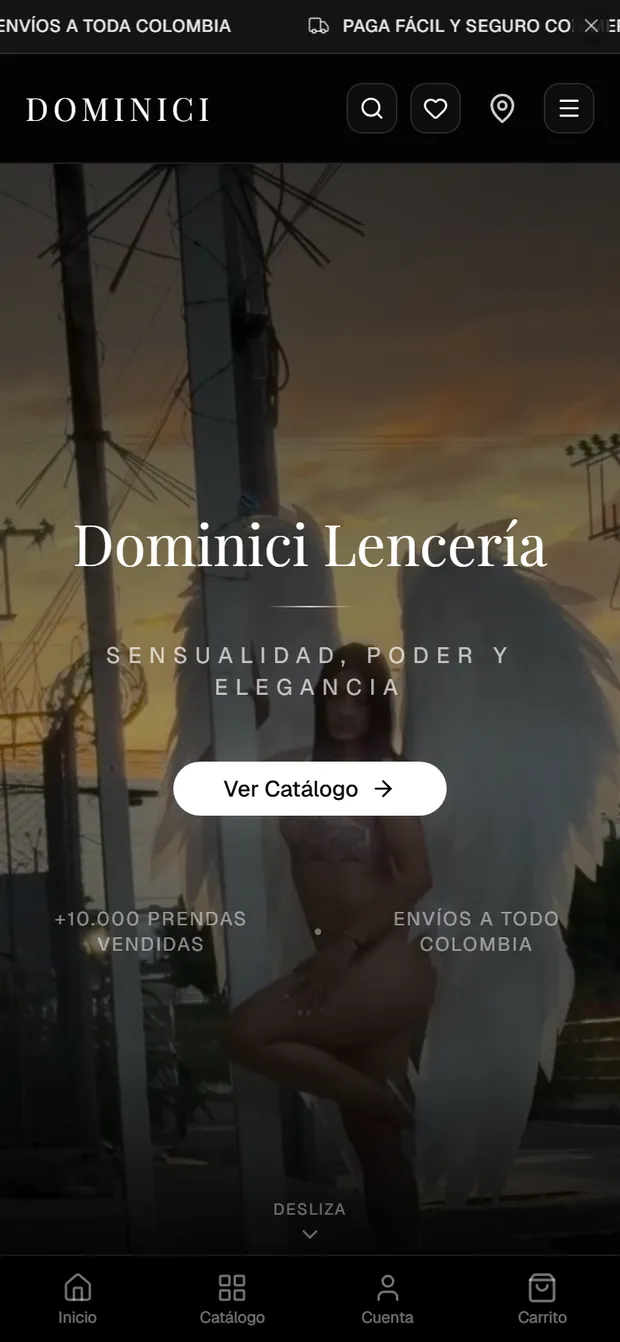 ENVÍOS A TODA COLOMBIA PAGA FÁCIL Y SEGURO
DOMINICI
Dominici Lencería
SENSUALIDAD, PODER Y
ELEGANCIA
Ver Catálogo
+10.000 PRENDAS
VENDIDAS
ENVÍOS A TODO
COLOMBIA
DESLIZA
Inicio Catálogo Cuenta Carrito